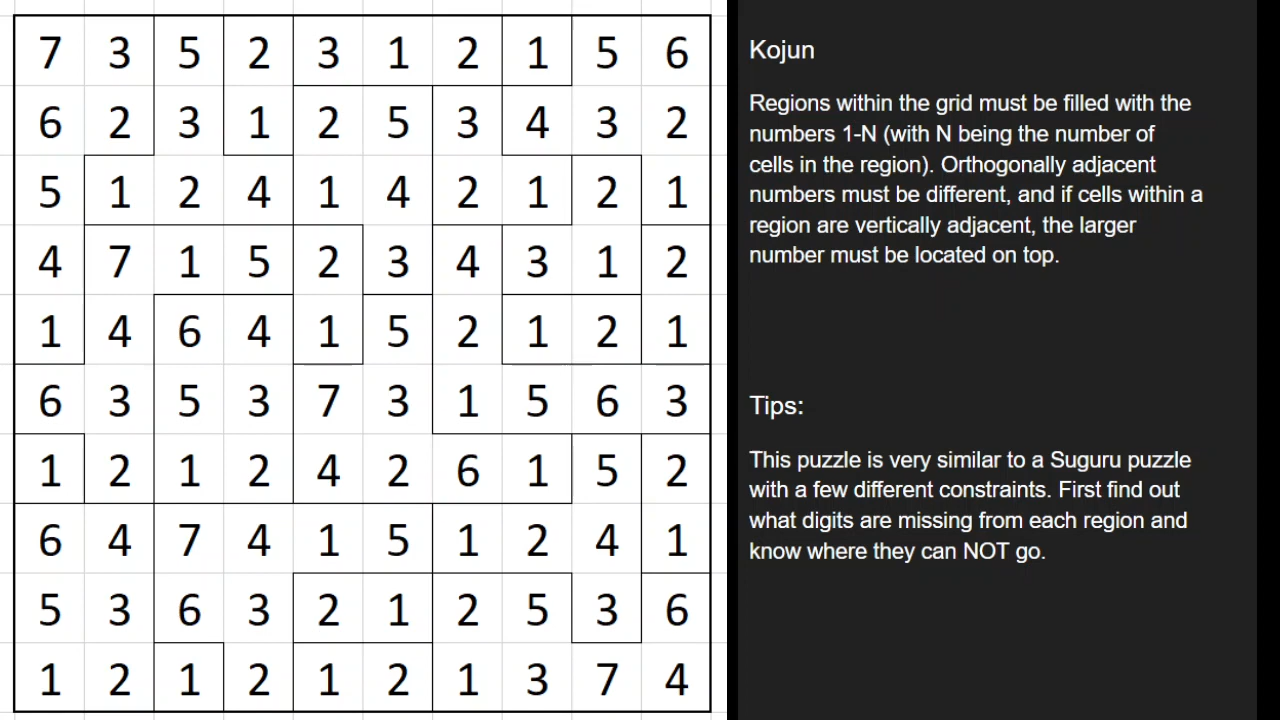 7 3 5 2 3 1 2 1 5 6
6 2 3 1 2 5 3 4 3 2
5 1 2 4 1 4 2 1 2 1
4 7 1 5 2 3 4 3 1 2
1 4 6 4 1 5 2 1 2 1
6 3 5 3 7 3 1 5 6 3
1 2 1 2 4 2 6 1 5 2
6 4 7 4 1 5 1 2 4 1
5 3 6 3 2 1 2 5 3 6
1 2 1 2 1 2 1 3 7 4
Kojun
Regions within the grid must be filled with the
numbers 1-N (with N being the number of
cells in the region). Orthogonally adjacent
numbers must be different, and if cells within a
region are vertically adjacent, the larger
number must be located on top.
Tips:
This puzzle is very similar to a Suguru puzzle
with a few different constraints. First find out
what digits are missing from each region and
know where they can NOT go.